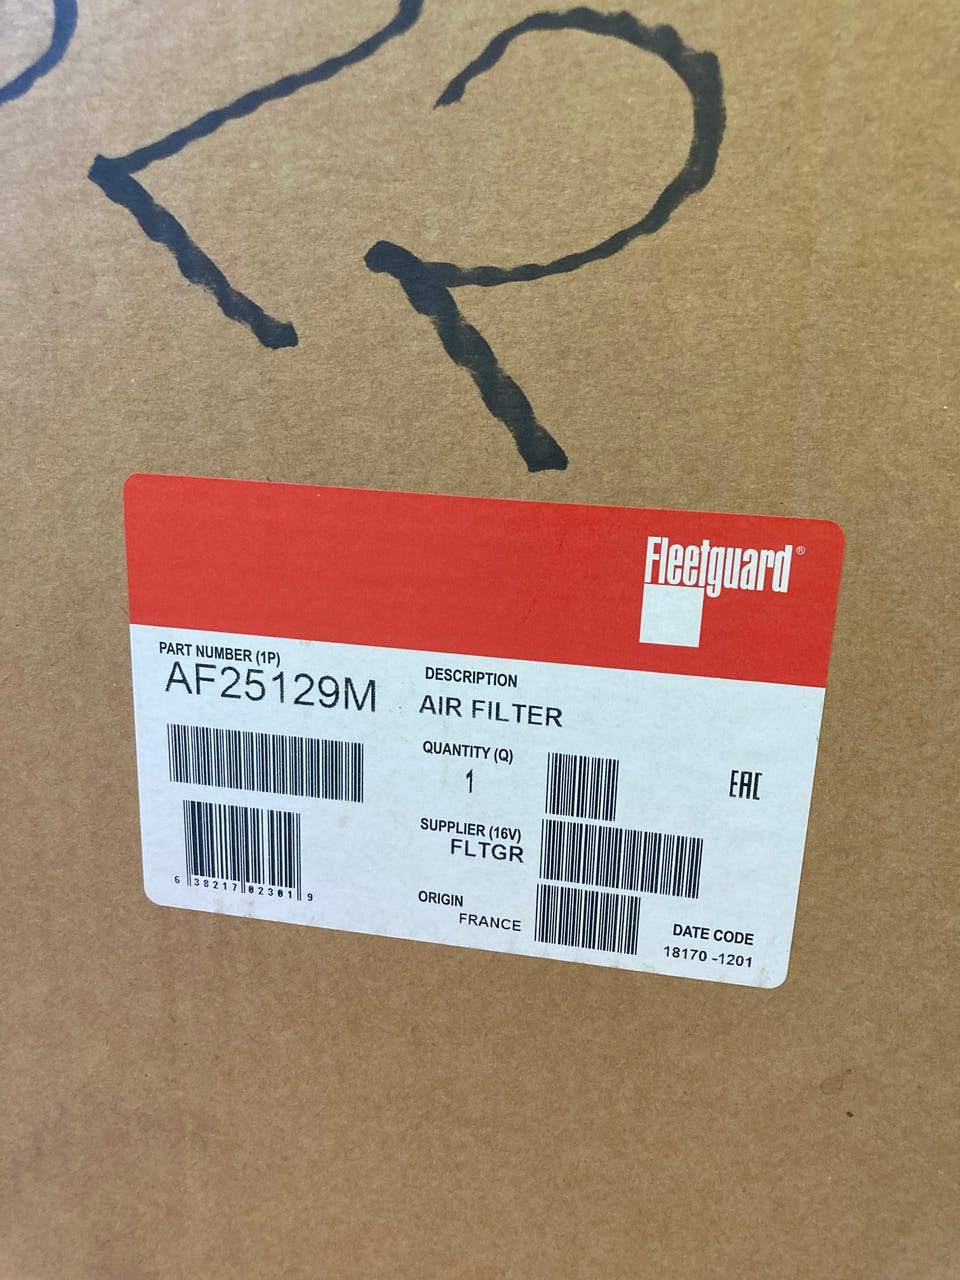 22
Fleetguard®
PART NUMBER (1P)
AF25129M
DESCRIPTION
AIR FILTER
QUANTITY (Q)
1
EAC
SUPPLIER (16V)
FLTGR
6 38217 02301 9
ORIGIN
FRANCE
DATE CODE
18170 -1201